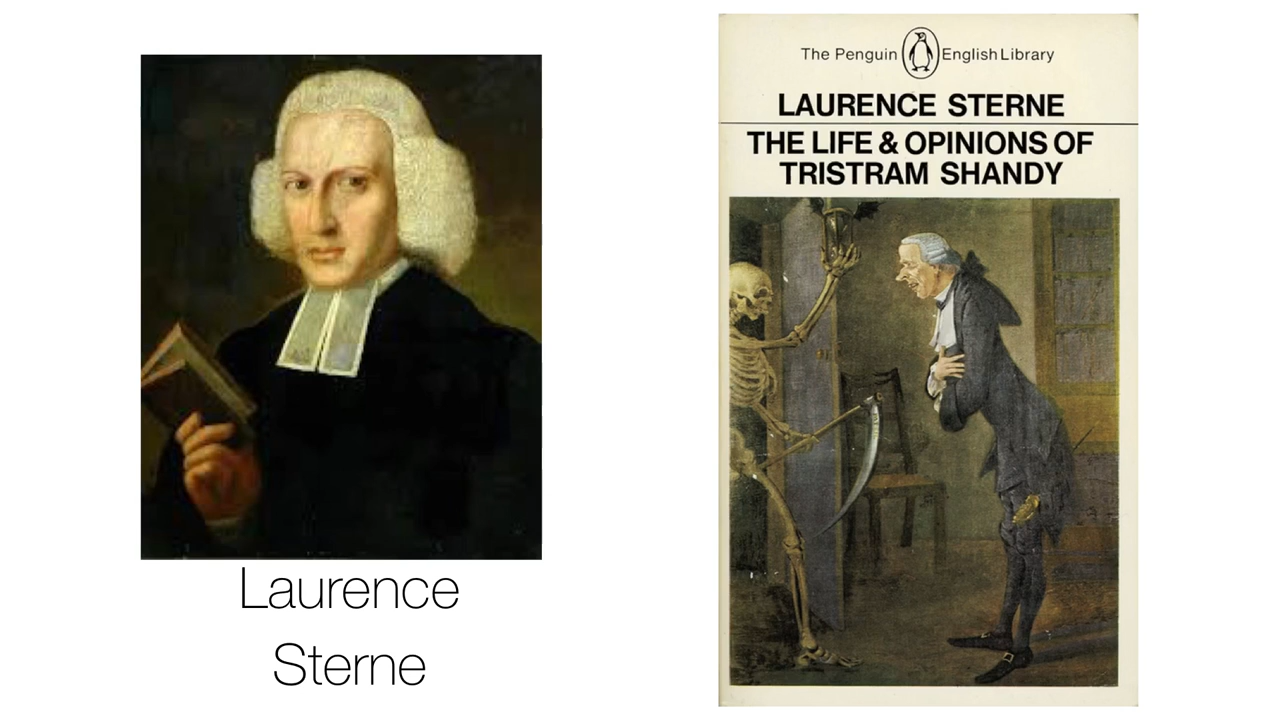 Laurence
Sterne
The Penguin English Library
LAURENCE STERNE
THE LIFE & OPINIONS OF
TRISTRAM SHANDY